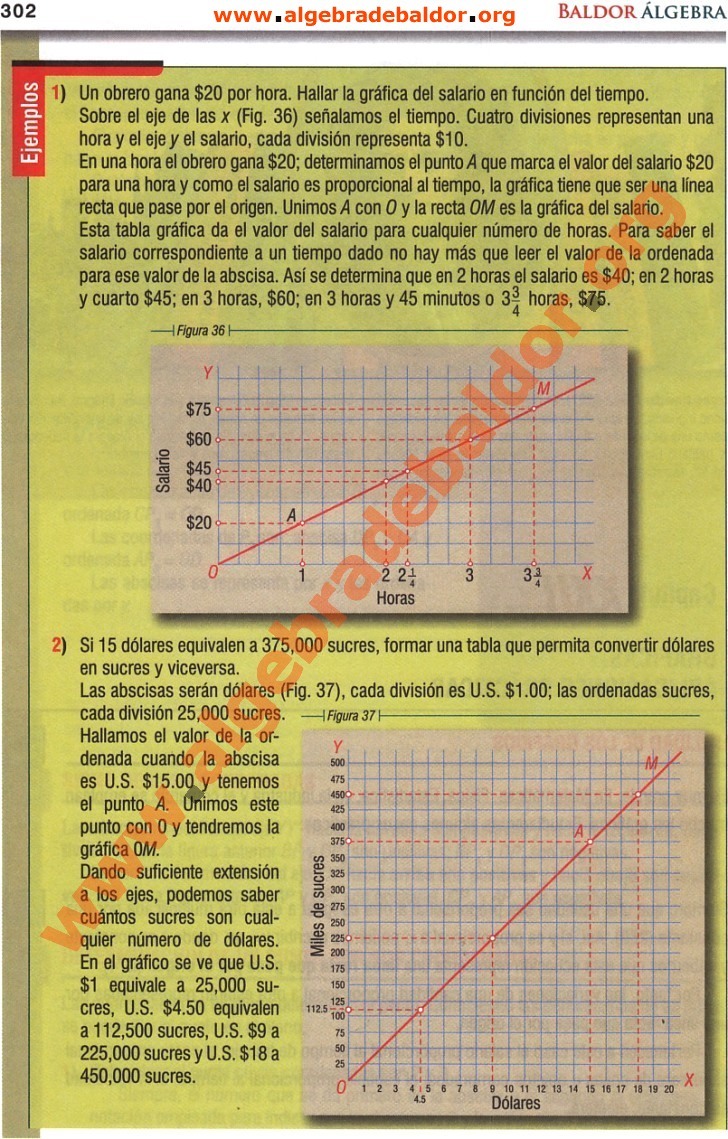 302
www.algebradebaldor.org
BALDOR ÁLGEBRA
Ejemplos
1) Un obrero gana $20 por hora. Hallar la gráfica del salario en función del tiempo.
Sobre el eje de las x (Fig. 36) señalamos el tiempo. Cuatro divisiones representan una
hora y el eje y el salario, cada división representa $10.
En una hora el obrero gana $20; determinamos el punto A que marca el valor del salario $20
para una hora y como el salario es proporcional al tiempo, la gráfica tiene que ser una línea
recta que pase por el origen. Unimos A con O y la recta OM es la gráfica del salario.
Esta tabla gráfica da el valor del salario para cualquier número de horas. Para saber el
salario correspondiente a un tiempo dado no hay más que leer el valor de la ordenada
para ese valor de la abscisa. Así se determina que en 2 horas el salario es $40; en 2 horas
y cuarto $45; en 3 horas, $60; en 3 horas y 45 minutos o 3 3/4 horas, $75.
Figura 36
Y
M
$75
$60
$45
$40
$20
A
Salario
O
1
2
2 1/4
3
3 3/4
X
Horas
2) Si 15 dólares equivalen a 375,000 sucres, formar una tabla que permita convertir dólares
en sucres y viceversa.
Las abscisas serán dólares (Fig. 37), cada división es U.S. $1.00; las ordenadas sucres,
cada división 25,000 sucres.
Hallamos el valor de la or-
denada cuando la abscisa
es U.S. $15.00 y tenemos
el punto A. Unimos este
punto con 0 y tendremos la
gráfica 0M.
Dando suficiente extensión
a los ejes, podemos saber
cuántos sucres son cual-
quier número de dólares.
En el gráfico se ve que U.S.
$1 equivale a 25,000 su-
cres, U.S. $4.50 equivalen
a 112,500 sucres, U.S. $9 a
225,000 sucres y U.S. $18 a
450,000 sucres.
Figura 37
Y
M
A
500
475
450
425
400
375
350
325
300
275
250
225
200
175
150
125
112.5
100
75
50
25
Miles de sucres
O
1 2 3 4 5 6 7 8 9 10 11 12 13 14 15 16 17 18 19 20
X
4.5
Dólares
www.algebradebaldor.org